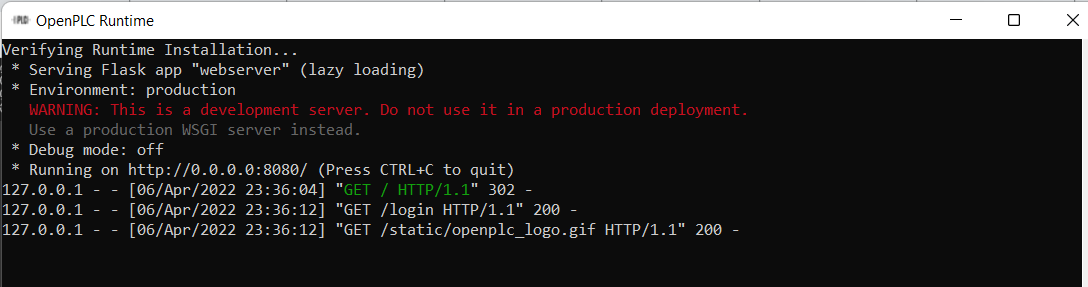 OpenPLC Runtime
Verifying Runtime Installation...
* Serving Flask app "webserver" (lazy loading)
* Environment: production
WARNING: This is a development server. Do not use it in a production deployment.
Use a production WSGI server instead.
* Debug mode: off
* Running on http://0.0.0.0:8080/ (Press CTRL+C to quit)
127.0.0.1 - - [06/Apr/2022 23:36:04] "GET / HTTP/1.1" 302 -
127.0.0.1 - - [06/Apr/2022 23:36:12] "GET /login HTTP/1.1" 200 -
127.0.0.1 - - [06/Apr/2022 23:36:12] "GET /static/openplc_logo.gif HTTP/1.1" 200 -